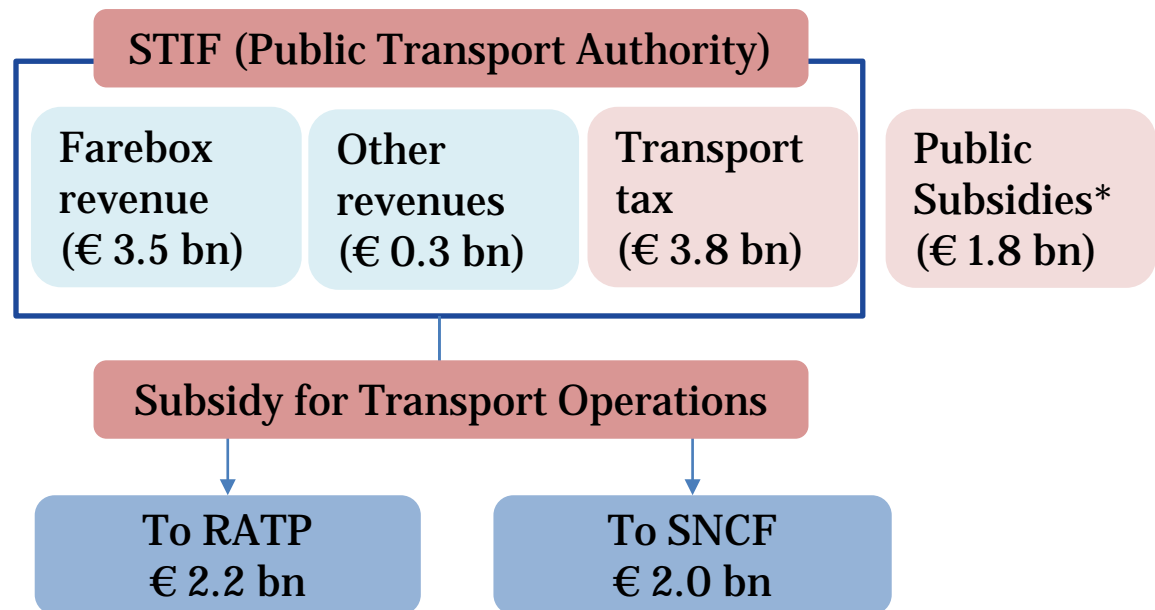 STIF (Public Transport Authority)
Farebox
revenue
(€ 3.5 bn)
Other
revenues
(€ 0.3 bn)
Transport
tax
(€ 3.8 bn)
Public
Subsidies*
(€ 1.8 bn)
Subsidy for Transport Operations
To RATP
€ 2.2 bn
To SNCF
€ 2.0 bn